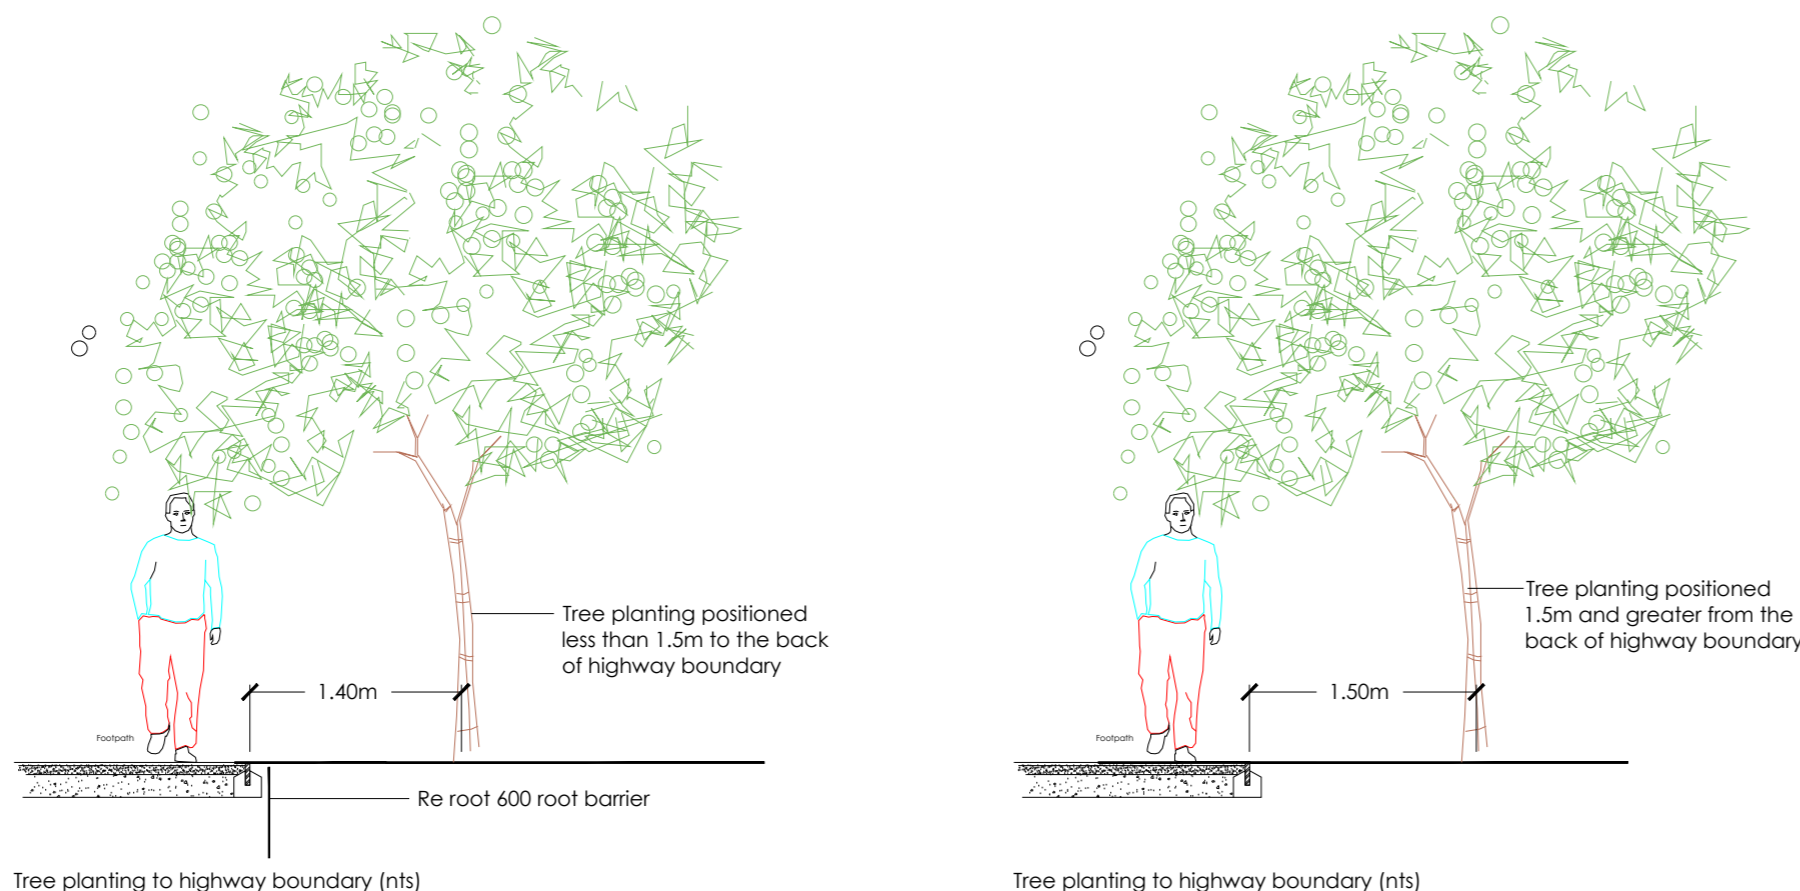 Tree planting positioned
less than 1.5m to the back
of highway boundary
1.40m
Footpath
Re root 600 root barrier
Tree planting to highway boundary (nts)
Tree planting positioned
1.5m and greater from the
back of highway boundary
1.50m
Footpath
Tree planting to highway boundary (nts)